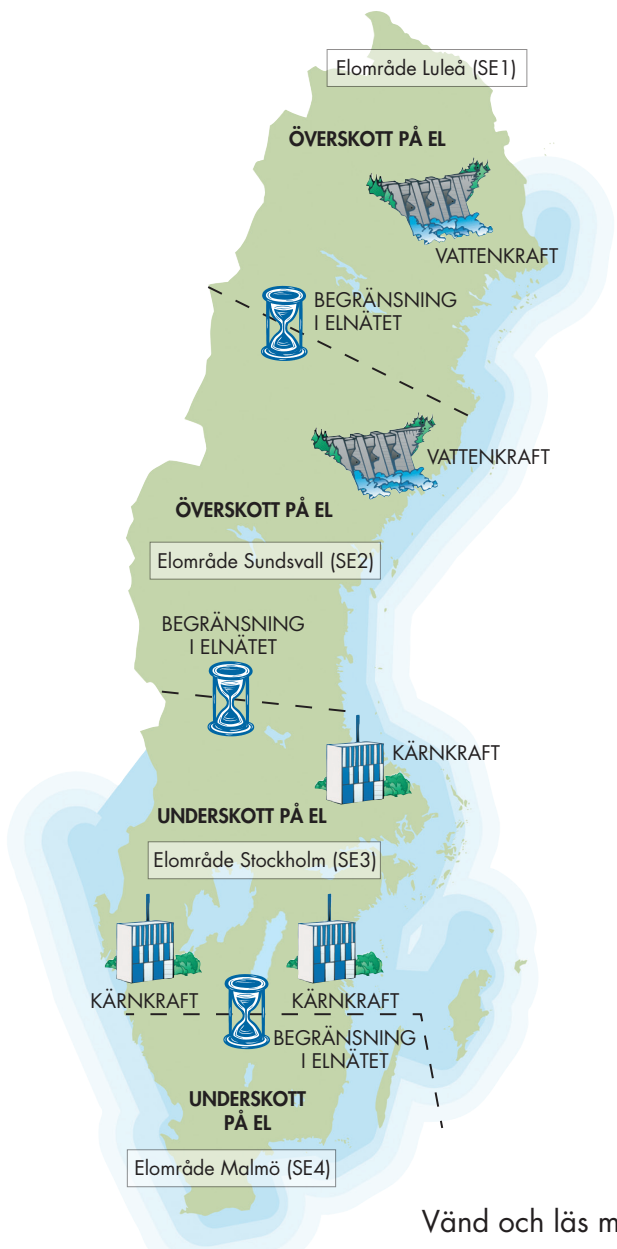 Elområde Luleå (SE1)
ÖVERSKOTT PÅ EL
VATTENKRAFT
BEGRÄNSNING
I ELNÄTET
VATTENKRAFT
ÖVERSKOTT PÅ EL
Elområde Sundsvall (SE2)
BEGRÄNSNING
I ELNÄTET
KÄRNKRAFT
UNDERSKOTT PÅ EL
Elområde Stockholm (SE3)
KÄRNKRAFT
KÄRNKRAFT
BEGRÄNSNING
I ELNÄTET
UNDERSKOTT
PÅ EL
Elområde Malmö (SE4)
Vänd och läs m